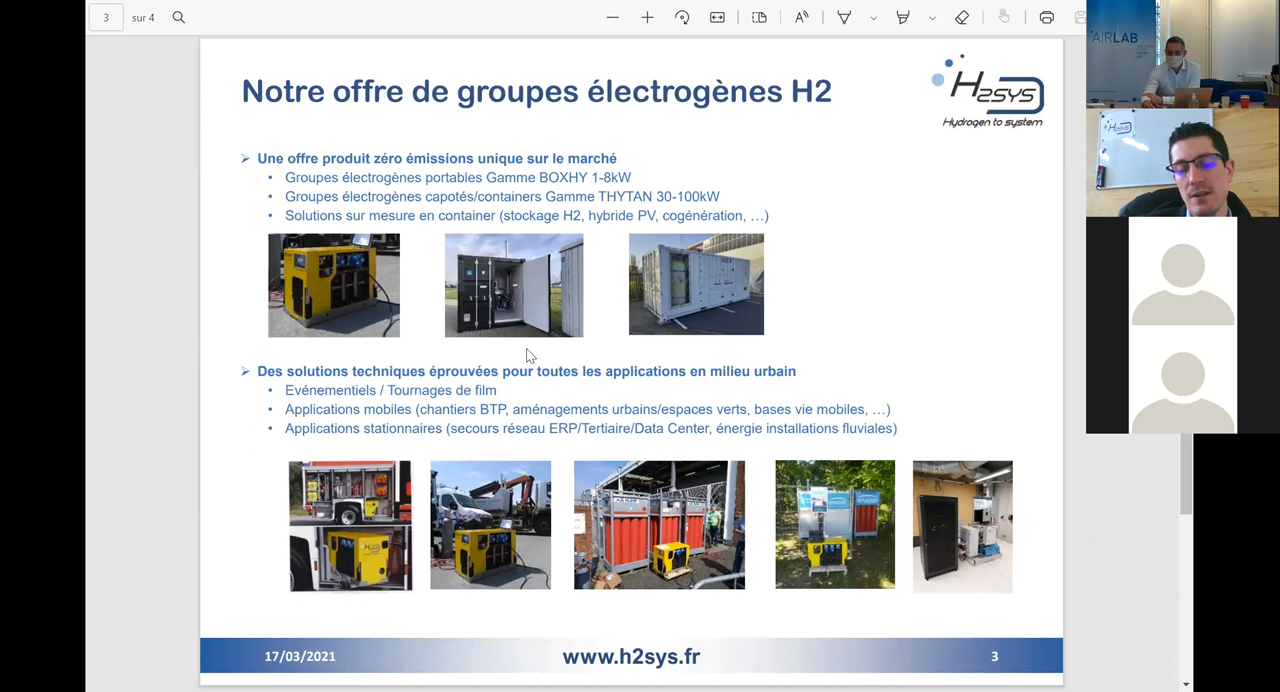 3
sur 4
Notre offre de groupes électrogènes H2
H2SYS
Hydrogen to system
➢ Une offre produit zéro émissions unique sur le marché
• Groupes électrogènes portables Gamme BOXHY 1-8kW
• Groupes électrogènes capotés/containers Gamme THYTAN 30-100kW
• Solutions sur mesure en container (stockage H2, hybride PV, cogénération, …)
➢ Des solutions techniques éprouvées pour toutes les applications en milieu urbain
• Evénementiels / Tournages de film
• Applications mobiles (chantiers BTP, aménagements urbains/espaces verts, bases vie mobiles, …)
• Applications stationnaires (secours réseau ERP/Tertiaire/Data Center, énergie installations fluviales)
17/03/2021
www.h2sys.fr
3
AIRLAB
H2SYS